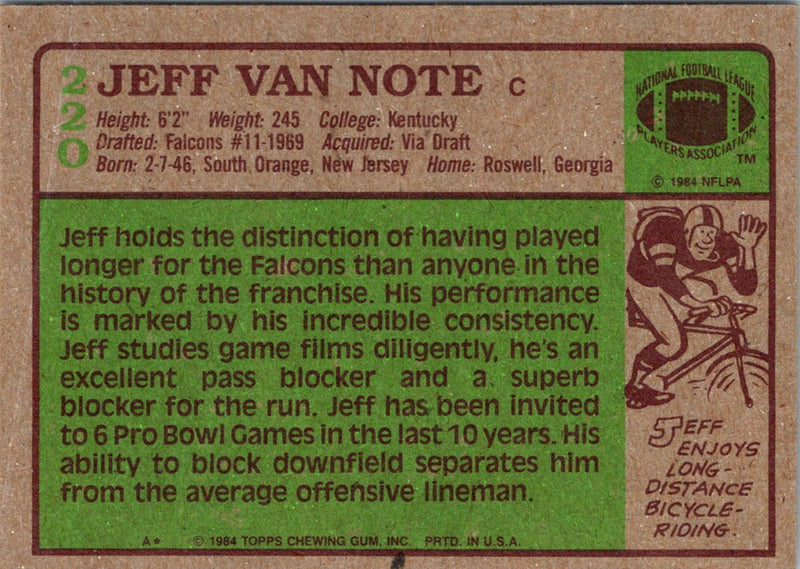 220
JEFF VAN NOTE C
Height: 6'2" Weight: 245 College: Kentucky
Drafted: Falcons #11-1969 Acquired: Via Draft
Born: 2-7-46, South Orange, New Jersey Home: Roswell, Georgia
NATIONAL FOOTBALL LEAGUE
PLAYERS ASSOCIATION
TM
© 1984 NFLPA
Jeff holds the distinction of having played
longer for the Falcons than anyone in the
history of the franchise. His performance
is marked by his incredible consistency.
Jeff studies game films diligently, he's an
excellent pass blocker and a superb
blocker for the run. Jeff has been invited
to 6 Pro Bowl Games in the last 10 years. His
ability to block downfield separates him
from the average offensive lineman.
JEFF
ENJOYS
LONG-
DISTANCE
BICYCLE-
RIDING.
A* © 1984 TOPPS CHEWING GUM, INC. PRTD. IN U.S.A.